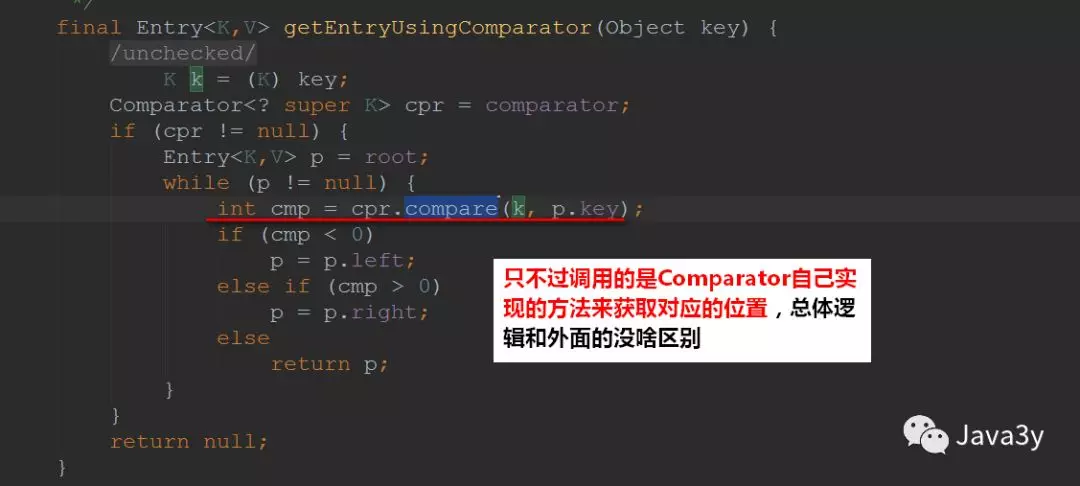 */
final Entry<K,V> getEntryUsingComparator(Object key) {
/unchecked/
K k = (K) key;
Comparator<? super K> cpr = comparator;
if (cpr != null) {
Entry<K,V> p = root;
while (p != null) {
int cmp = cpr.compare(k, p.key);
if (cmp < 0)
p = p.left;
else if (cmp > 0)
p = p.right;
else
return p;
}
}
return null;
}
只不过调用的是Comparator自己实
现的方法来获取对应的位置，总体逻
辑和外面的没啥区别
Java3y